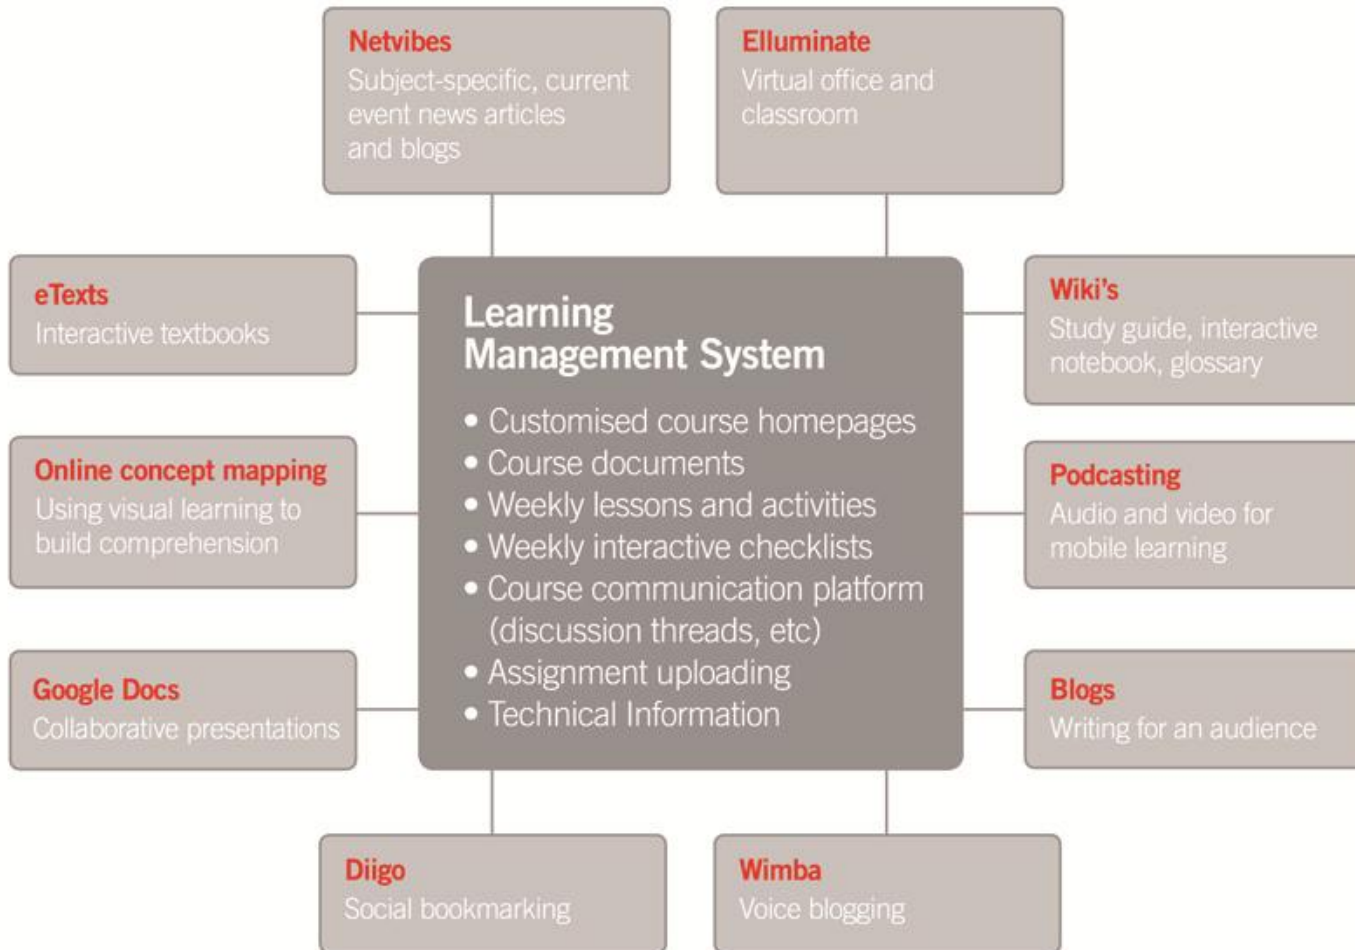 Netvibes
Subject-specific, current
event news articles
and blogs
Elluminate
Virtual office and
classroom
eTexts
Interactive textbooks
Learning
Management System
• Customised course homepages
• Course documents
• Weekly lessons and activities
• Weekly interactive checklists
• Course communication platform
(discussion threads, etc)
• Assignment uploading
• Technical Information
Wiki's
Study guide, interactive
notebook, glossary
Online concept mapping
Using visual learning to
build comprehension
Podcasting
Audio and video for
mobile learning
Google Docs
Collaborative presentations
Blogs
Writing for an audience
Diigo
Social bookmarking
Wimba
Voice blogging